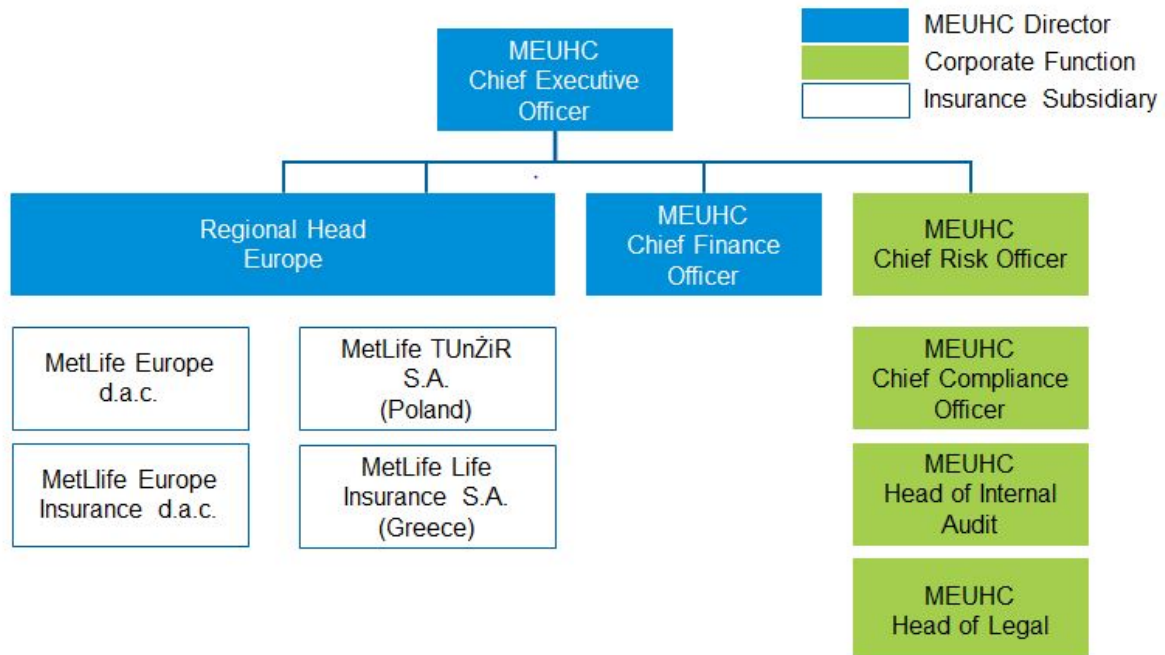 MEUHC
Chief Executive
Officer
MEUHC Director
Corporate Function
Insurance Subsidiary
Regional Head
Europe
MEUHC
Chief Finance
Officer
MEUHC
Chief Risk Officer
MetLife Europe
d.a.c.
MetLife TUnŻiR
S.A.
(Poland)
MEUHC
Chief Compliance
Officer
MetLlife Europe
Insurance d.a.c.
MetLife Life
Insurance S.A.
(Greece)
MEUHC
Head of Internal
Audit
MEUHC
Head of Legal